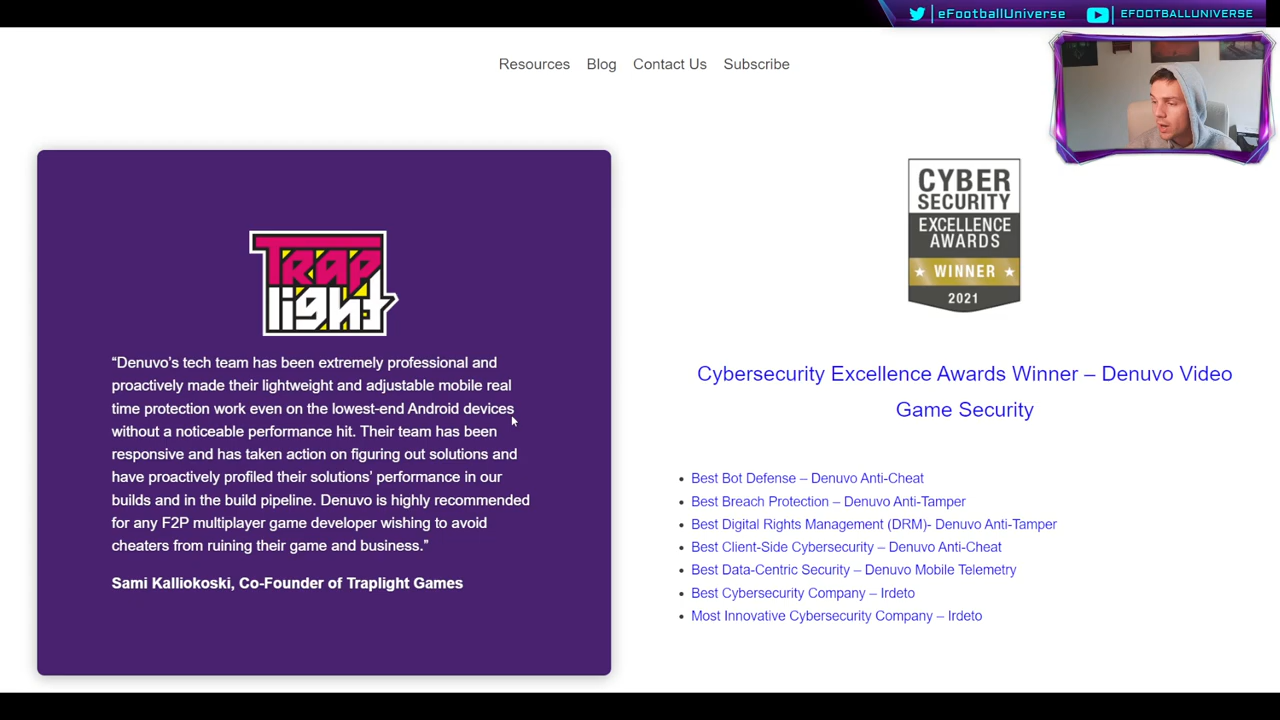 eFootballUniverse
EFOOTBALLUNIVERSE
Resources Blog Contact Us Subscribe
Trap
light
“Denuvo’s tech team has been extremely professional and
proactively made their lightweight and adjustable mobile real
time protection work even on the lowest-end Android devices
without a noticeable performance hit. Their team has been
responsive and has taken action on figuring out solutions and
have proactively profiled their solutions’ performance in our
builds and in the build pipeline. Denuvo is highly recommended
for any F2P multiplayer game developer wishing to avoid
cheaters from ruining their game and business.”
Sami Kalliokoski, Co-Founder of Traplight Games
CYBER
SECURITY
EXCELLENCE
AWARDS
WINNER
2021
Cybersecurity Excellence Awards Winner – Denuvo Video
Game Security
• Best Bot Defense – Denuvo Anti-Cheat
• Best Breach Protection – Denuvo Anti-Tamper
• Best Digital Rights Management (DRM)- Denuvo Anti-Tamper
• Best Client-Side Cybersecurity – Denuvo Anti-Cheat
• Best Data-Centric Security – Denuvo Mobile Telemetry
• Best Cybersecurity Company – Irdeto
• Most Innovative Cybersecurity Company – Irdeto